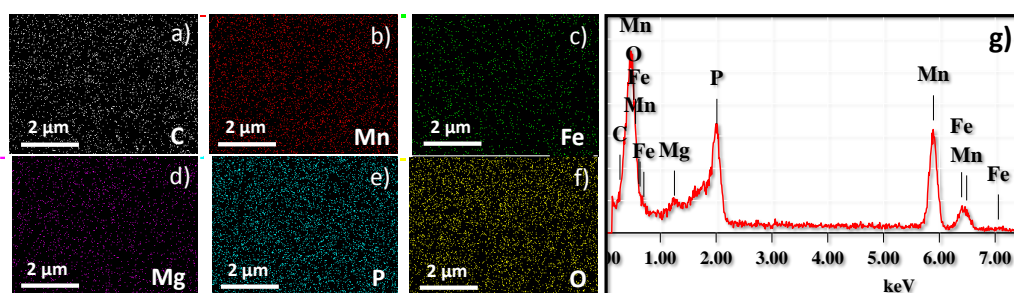 a)
2 μm
C
b)
2 μm
Mn
c)
2 μm
Fe
d)
2 μm
Mg
e)
2 μm
P
f)
2 μm
O
g)
Mn
O
Fe
Mn
C
Fe
Mg
P
Mn
Fe
Mn
Fe
00 1.00 2.00 3.00 4.00 5.00 6.00 7.00
keV